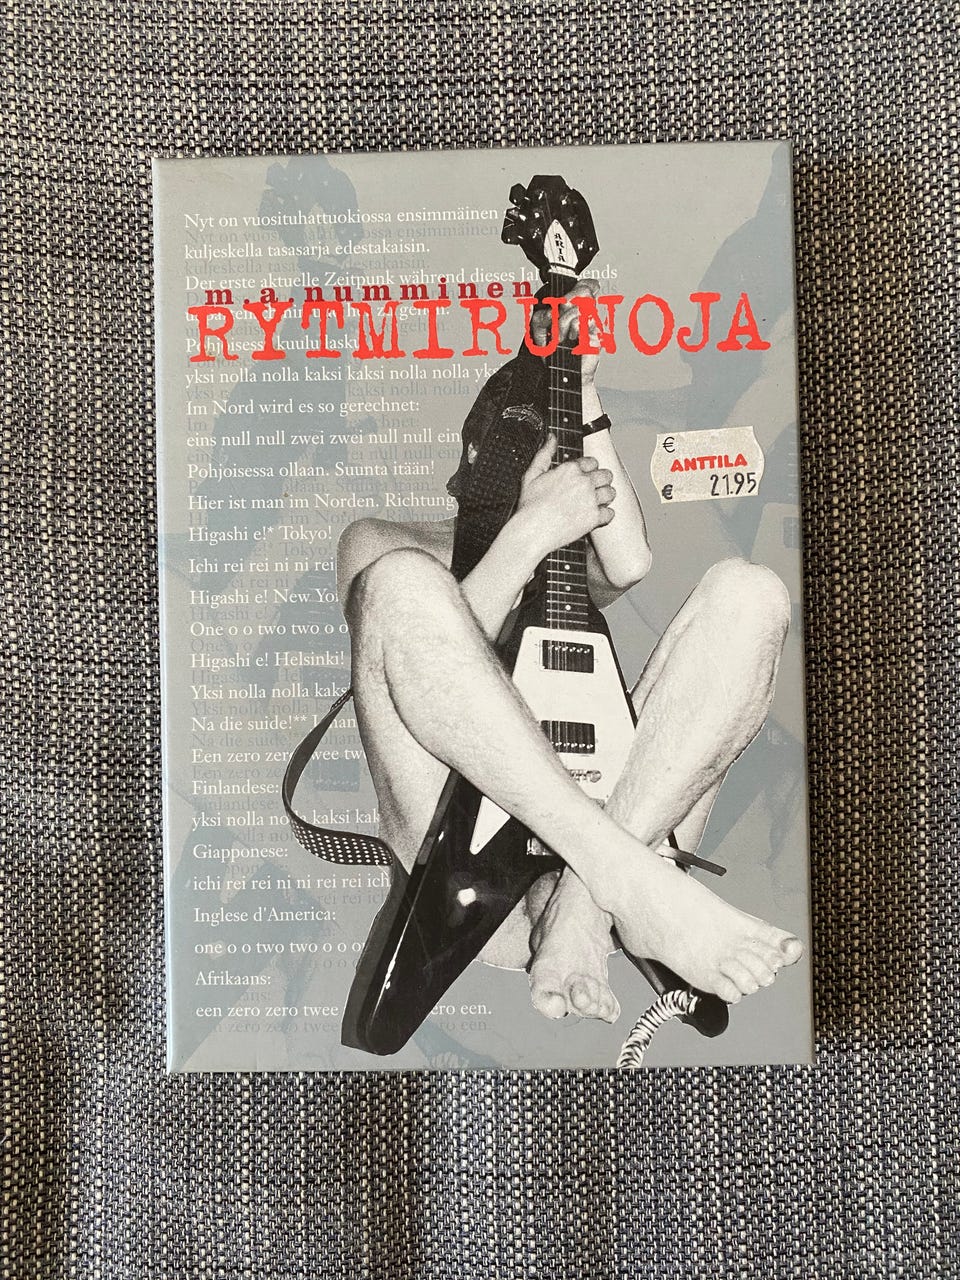 Nyt on vuosituhattuokiossa ensimmäinen
kuljeskella tasasarja edestakaisin.
Der erste aktuelle Zeitpunk während dieses
m.a.numminen
RYTMIRUNOJA
Pohjoisessa
yksi nolla nolla kaksi kaksi nolla nolla
Im Nord wird es so gerechnet:
eins null null zwei zwei null null
€ ANTTILA
€ 21.95
Pohjoisessa ollaan. Suunta itään!
Hier ist man im Norden. Richtung
Higashi e!* Tokyo!
Ichi rei rei ni ni rei
Higashi e! New
One o o two two o o
Higashi e! Helsinki!
Yksi nolla nolla
Na die suide!**
Een zero
Finlandese:
yksi nolla kaksi
Giapponese:
ichi rei rei ni ni rei rei
Inglese d'America:
one o o two two o o
Afrikaans:
een zero zero twee een.
ARIA